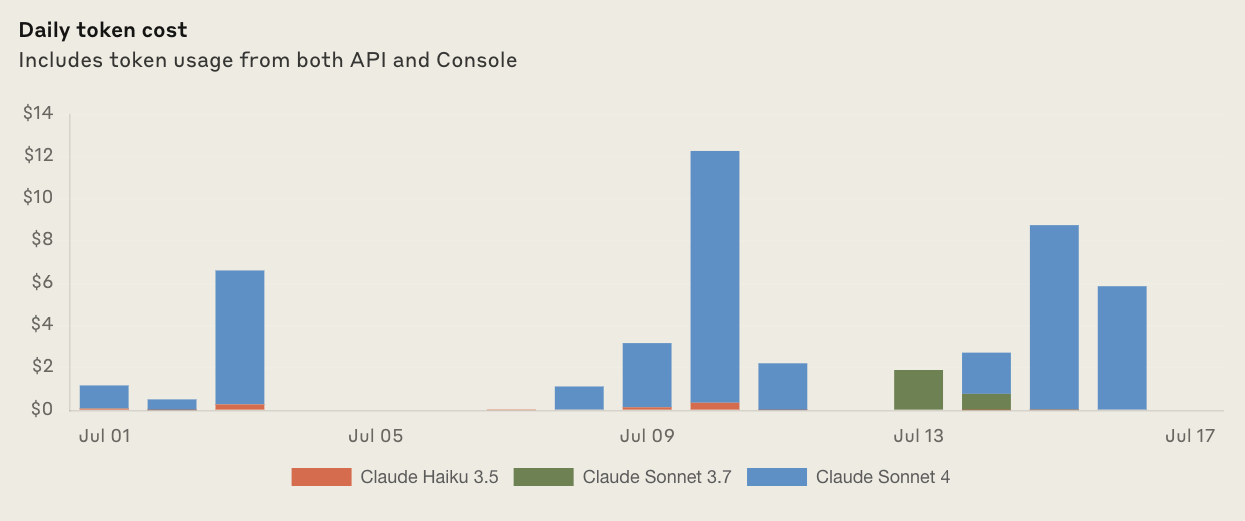 Daily token cost
Includes token usage from both API and Console
$14
$12
$10
$8
$6
$4
$2
$0
Jul 01 Jul 05 Jul 09 Jul 13 Jul 17
Claude Haiku 3.5 Claude Sonnet 3.7 Claude Sonnet 4